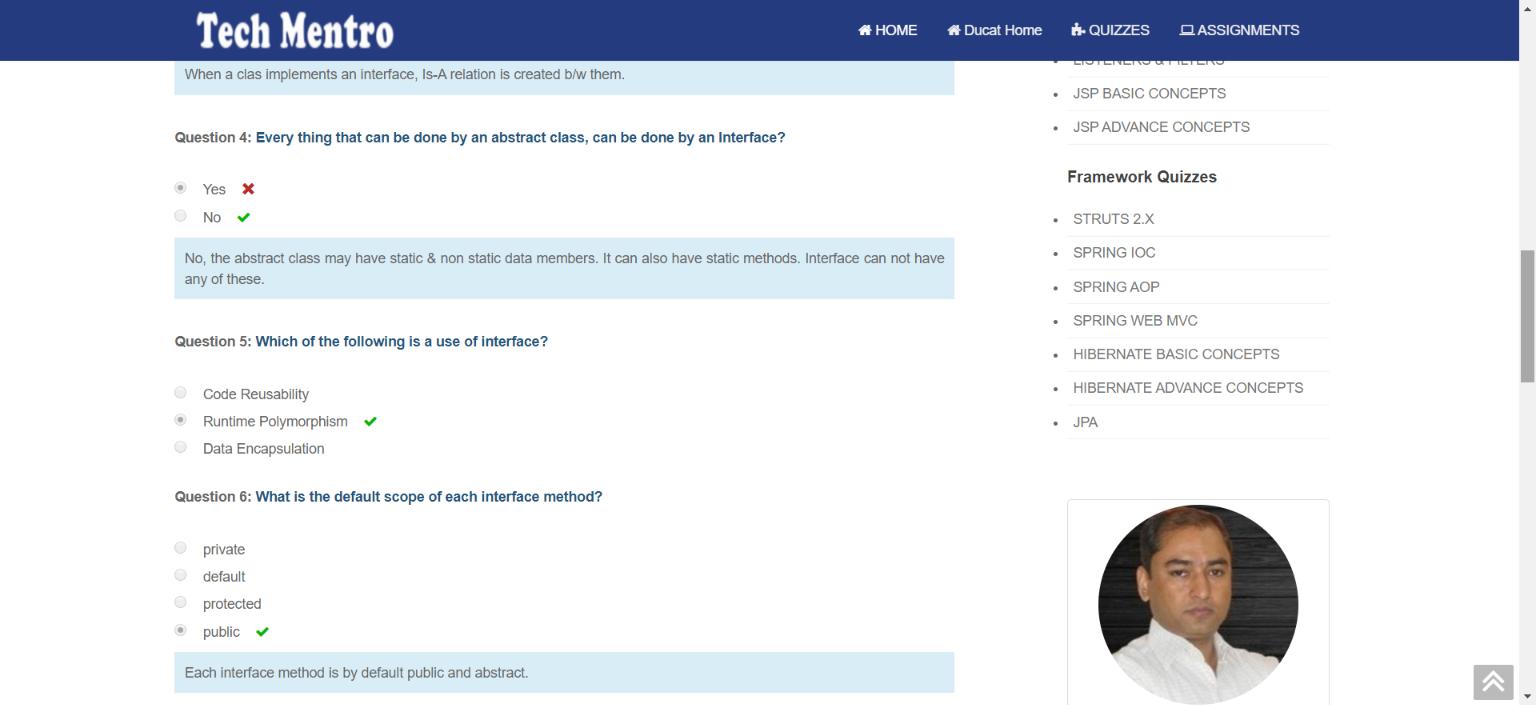 Tech Mentro
HOME
Ducat Home
QUIZZES
ASSIGNMENTS
When a clas implements an interface, Is-A relation is created b/w them.
Question 4: Every thing that can be done by an abstract class, can be done by an Interface?
Yes
No
No, the abstract class may have static & non static data members. It can also have static methods. Interface can not have
any of these.
Question 5: Which of the following is a use of interface?
Code Reusability
Runtime Polymorphism
Data Encapsulation
Question 6: What is the default scope of each interface method?
private
default
protected
public
Each interface method is by default public and abstract.
LISTENERS & FILTERS
JSP BASIC CONCEPTS
JSP ADVANCE CONCEPTS
Framework Quizzes
STRUTS 2.X
SPRING IOC
SPRING AOP
SPRING WEB MVC
HIBERNATE BASIC CONCEPTS
HIBERNATE ADVANCE CONCEPTS
JPA